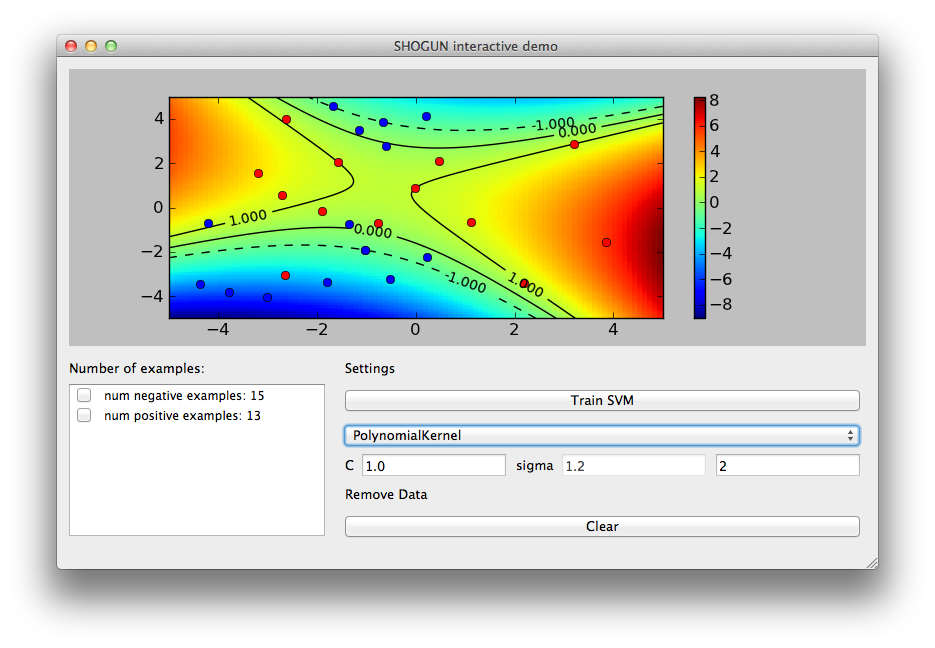 SHOGUN interactive demo
4
2
0
−2
−4
−4
−2
0
2
4
-1.000
0.000
1.000
0.000
-1.000
1.000
8
6
4
2
0
−2
−4
−6
−8
Number of examples:
num negative examples: 15
num positive examples: 13
Settings
Train SVM
PolynomialKernel
C 1.0 sigma 1.2 2
Remove Data
Clear